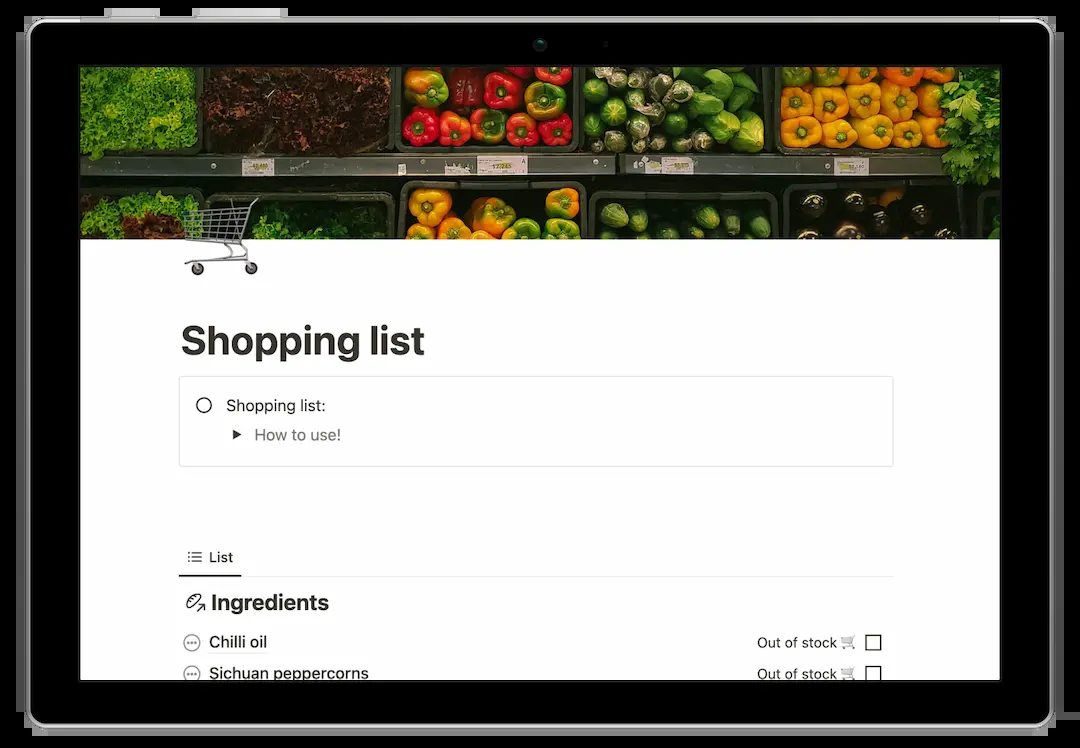 Shopping list
Shopping list:
How to use!
List
Ingredients
Chilli oil
Out of stock 🛒
Sichuan peppercorns
Out of stock 🛒